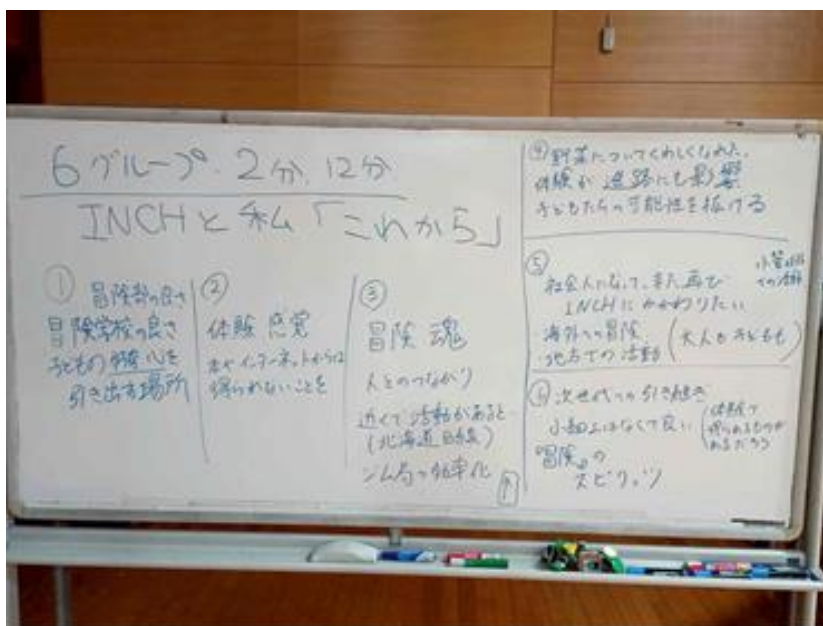 6グループ・2分、12分
INCHと私「これから」
①冒険教育の良さ
冒険学校の良さ
子どもの好奇心を
引き出す場所
②
体験 感覚
本やインターネットからは
得られないことを
③
冒険 魂
人とのつながり
近くで活動があると
(北海道 日線)
ジム局の効率化
④野菜についてくわしくなれた。
体験が進路にも影響
子どもたちの可能性を拡げる
⑤
社会人になって、また再び
INCHにかかわりたい
海外への冒険
地方での活動(大人も子どもも)
⑥次世代への引き継ぎ
小難しくはなくて良い
(体験で
得られるものが
あるだろう
『冒険』の
スピリッツ